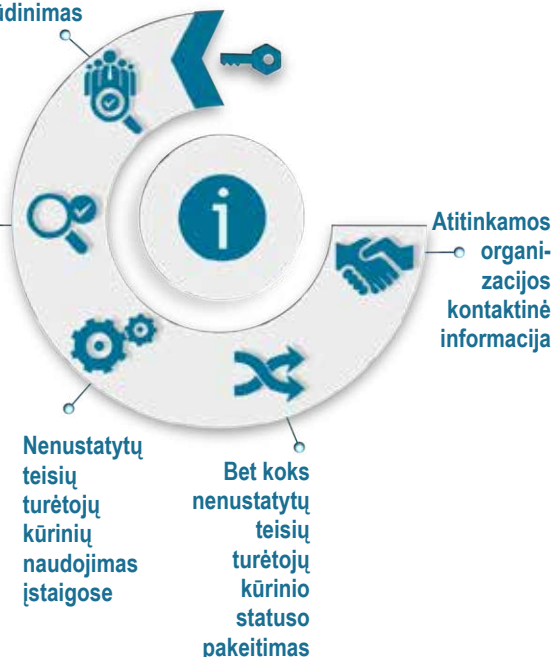 Atitinkamos
organi-
zacijos
kontaktinė
informacija
Nenustatytų
teisių
turėtojų
kūrinių
naudojimas
įstaigose
Bet koks
nenustatytų
teisių
turėtojų
kūrinio
statuso
pakeitimas